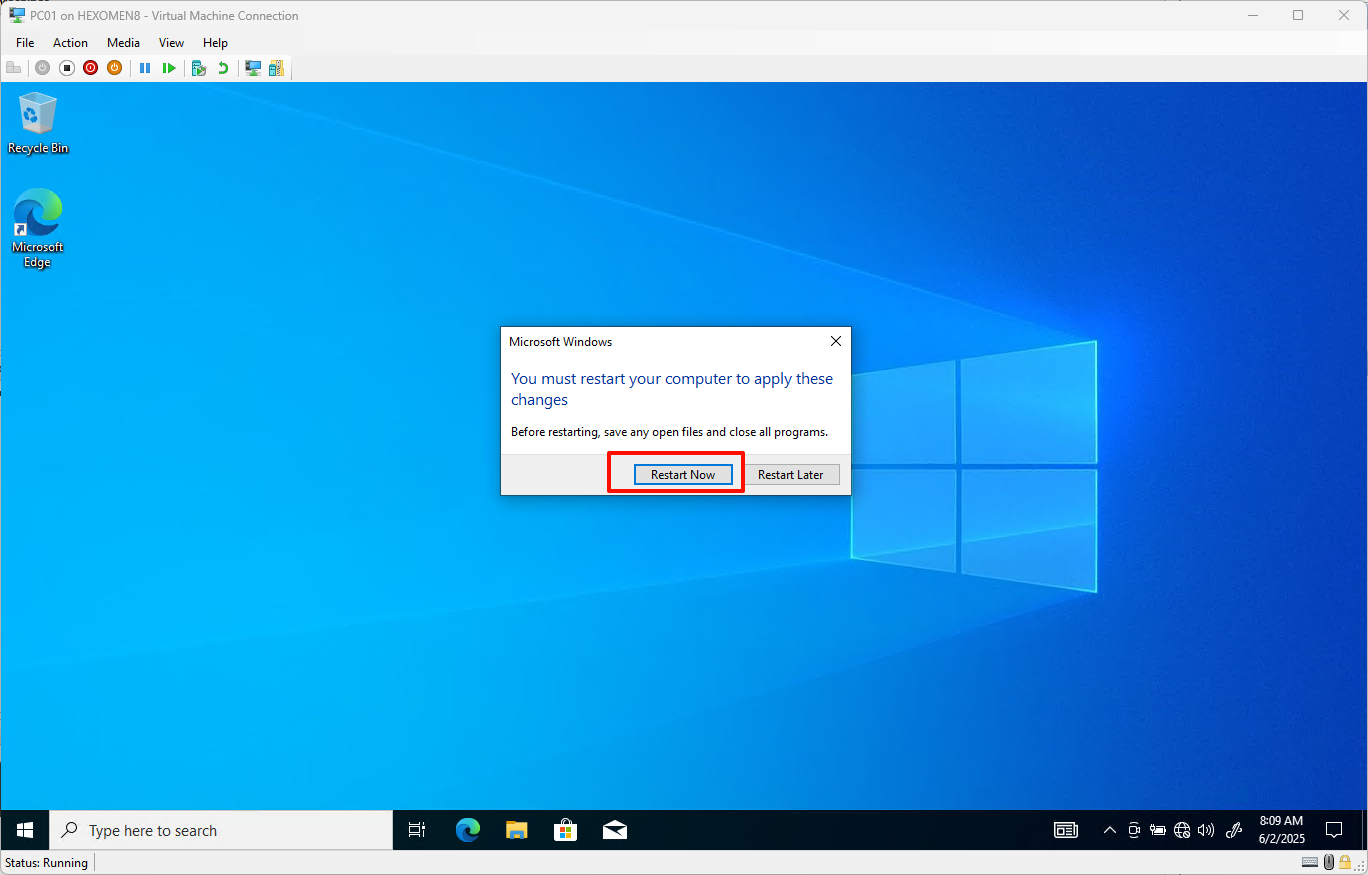 PC01 on HEXOMEN8 - Virtual Machine Connection
File Action Media View Help
Recycle Bin
Microsoft
Edge
Microsoft Windows
You must restart your computer to apply these
changes
Before restarting, save any open files and close all programs.
Restart Now Restart Later
Type here to search
8:09 AM
6/2/2025
Status: Running